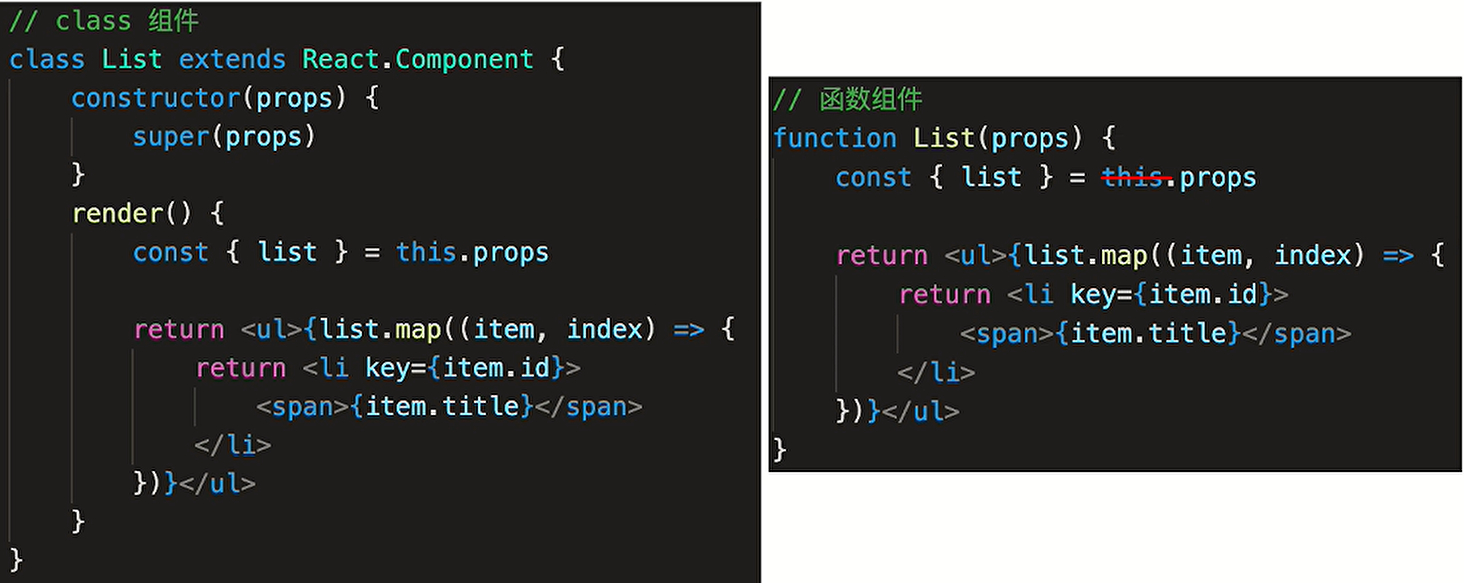 // class 组件
class List extends React.Component {
    constructor(props) {
        super(props)
    }
    render() {
        const { list } = this.props

        return <ul>{list.map((item, index) => {
            return <li key={item.id}>
                <span>{item.title}</span>
            </li>
        })}</ul>
    }
}
// 函数组件
function List(props) {
    const { list } = this.props

    return <ul>{list.map((item, index) => {
        return <li key={item.id}>
            <span>{item.title}</span>
        </li>
    })}</ul>
}